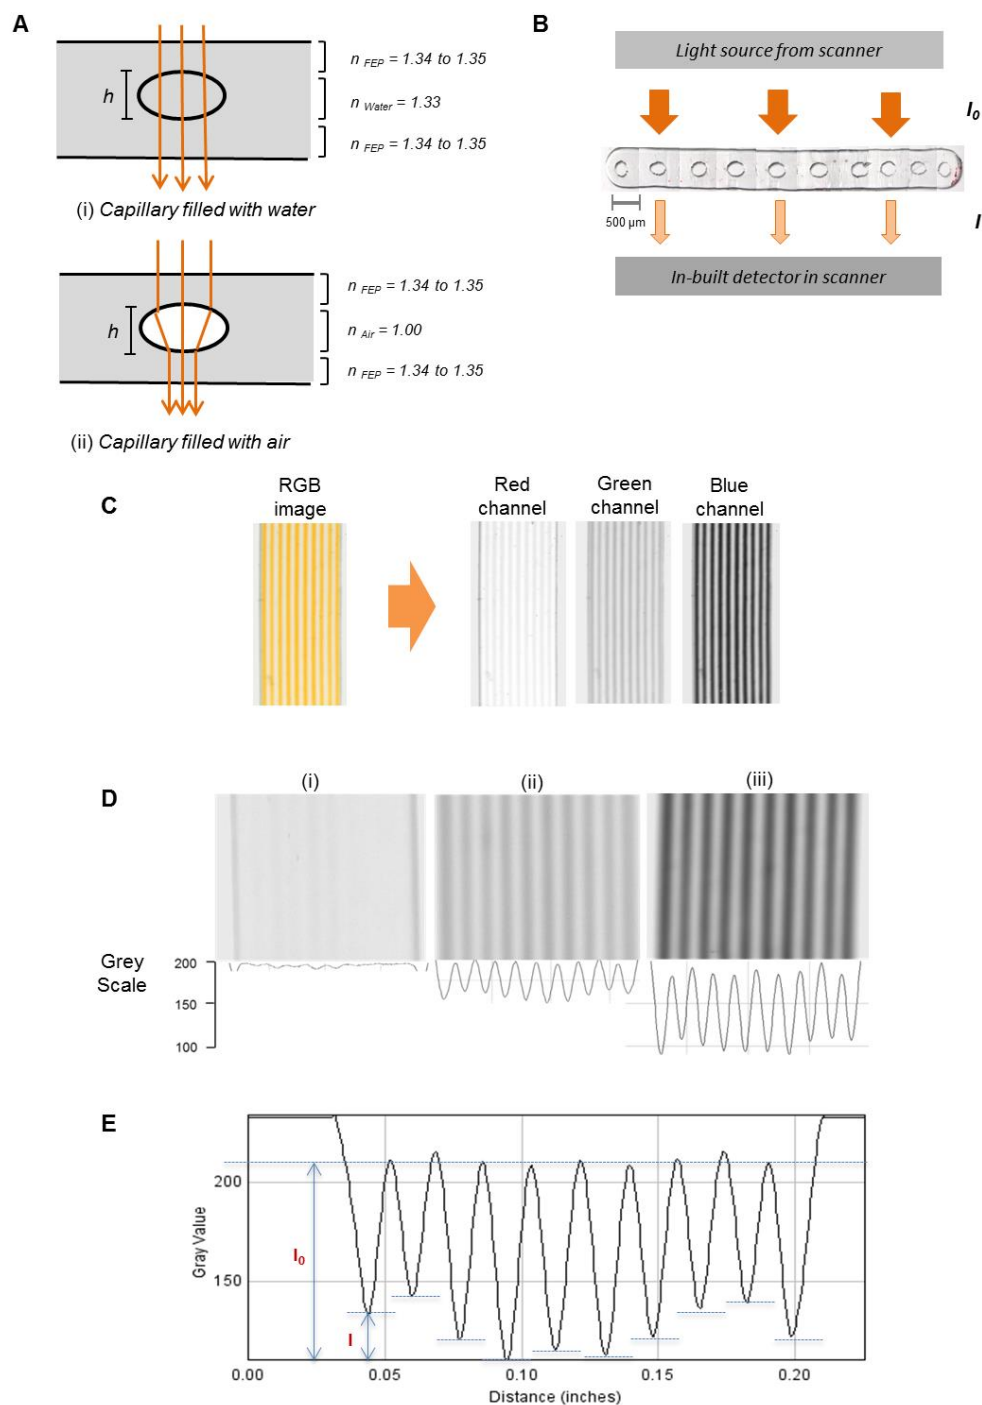 A
n FEP = 1.34 to 1.35
h
n Water = 1.33
n FEP = 1.34 to 1.35
(i) Capillary filled with water
n FEP = 1.34 to 1.35
h
n Air = 1.00
n FEP = 1.34 to 1.35
(ii) Capillary filled with air
B
Light source from scanner
I0
500 µm
I
In-built detector in scanner
C
RGB
image
Red
channel
Green
channel
Blue
channel
D
(i)
(ii)
(iii)
Grey
Scale
200
150
100
E
Gray Value
200
150
I0
I
0.00
0.05
0.10
0.15
0.20
Distance (inches)